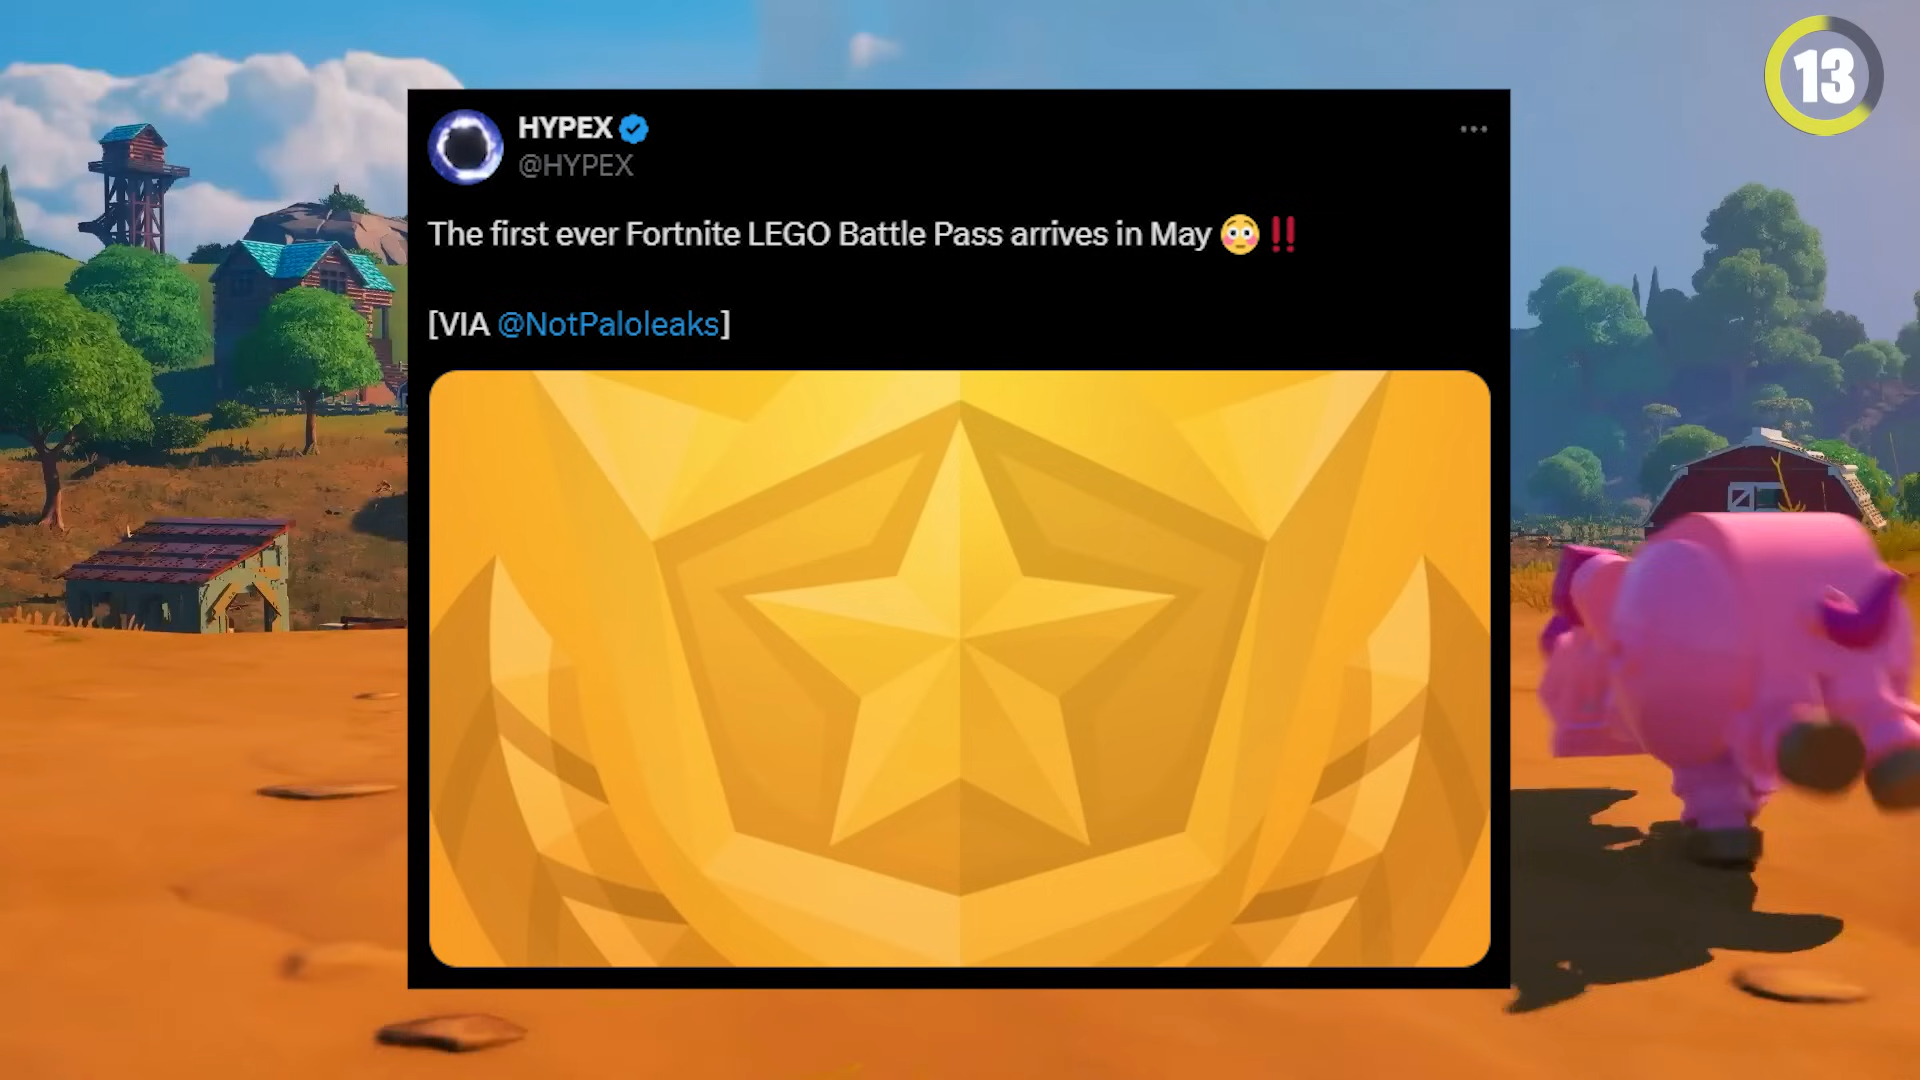 13
HYPEX
@HYPEX
The first ever Fortnite LEGO Battle Pass arrives in May 😳‼️
[VIA @NotPaloleaks]